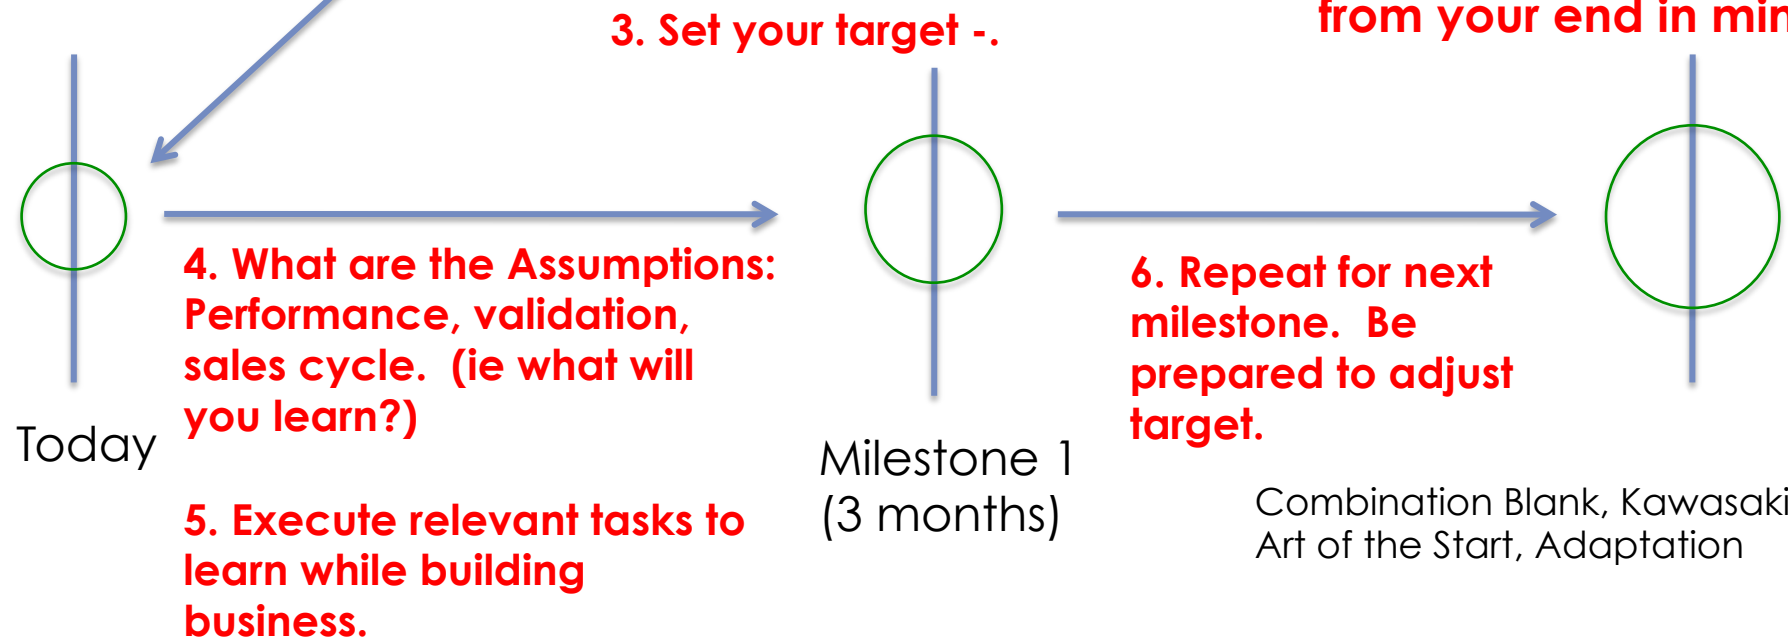 3. Set your target -.
from your end in min
4. What are the Assumptions:
Performance, validation,
sales cycle.  (ie what will
you learn?)
5. Execute relevant tasks to
learn while building
business.
6. Repeat for next
milestone.  Be
prepared to adjust
target.
Today
Milestone 1
(3 months)
Combination Blank, Kawasaki
Art of the Start, Adaptation